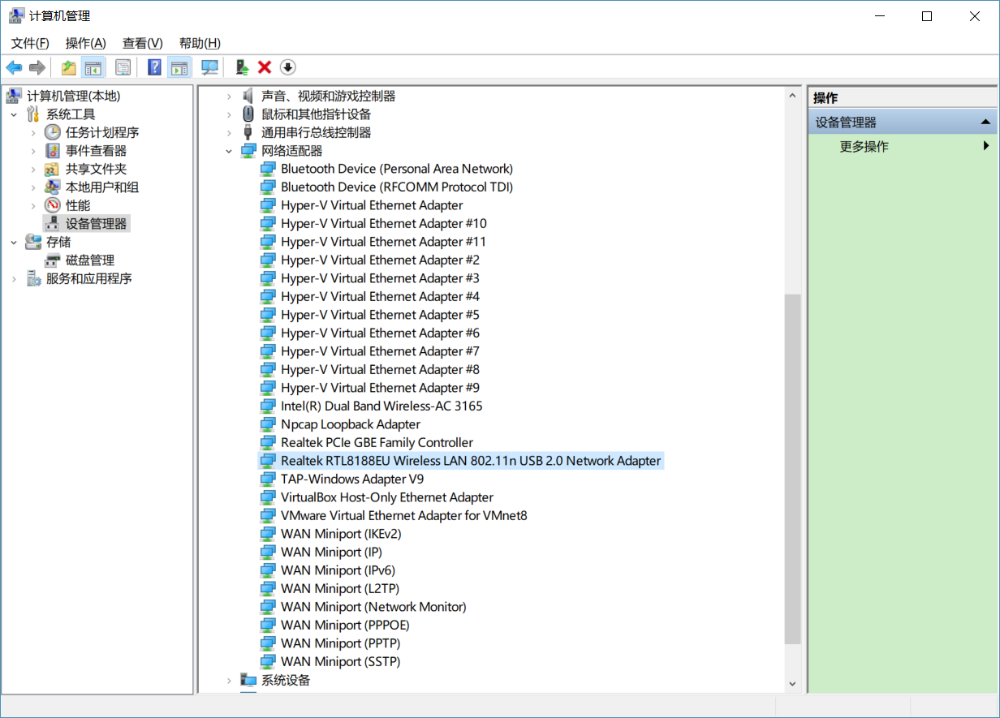 计算机管理
文件(F) 操作(A) 查看(V) 帮助(H)
计算机管理(本地)
系统工具
任务计划程序
事件查看器
共享文件夹
本地用户和组
性能
设备管理器
存储
磁盘管理
服务和应用程序
声音、视频和游戏控制器
鼠标和其他指针设备
通用串行总线控制器
网络适配器
Bluetooth Device (Personal Area Network)
Bluetooth Device (RFCOMM Protocol TDI)
Hyper-V Virtual Ethernet Adapter
Hyper-V Virtual Ethernet Adapter #10
Hyper-V Virtual Ethernet Adapter #11
Hyper-V Virtual Ethernet Adapter #2
Hyper-V Virtual Ethernet Adapter #3
Hyper-V Virtual Ethernet Adapter #4
Hyper-V Virtual Ethernet Adapter #5
Hyper-V Virtual Ethernet Adapter #6
Hyper-V Virtual Ethernet Adapter #7
Hyper-V Virtual Ethernet Adapter #8
Hyper-V Virtual Ethernet Adapter #9
Intel(R) Dual Band Wireless-AC 3165
Npcap Loopback Adapter
Realtek PCIe GBE Family Controller
Realtek RTL8188EU Wireless LAN 802.11n USB 2.0 Network Adapter
TAP-Windows Adapter V9
VirtualBox Host-Only Ethernet Adapter
VMware Virtual Ethernet Adapter for VMnet8
WAN Miniport (IKEv2)
WAN Miniport (IP)
WAN Miniport (IPv6)
WAN Miniport (L2TP)
WAN Miniport (Network Monitor)
WAN Miniport (PPPOE)
WAN Miniport (PPTP)
WAN Miniport (SSTP)
系统设备
操作
设备管理器
更多操作